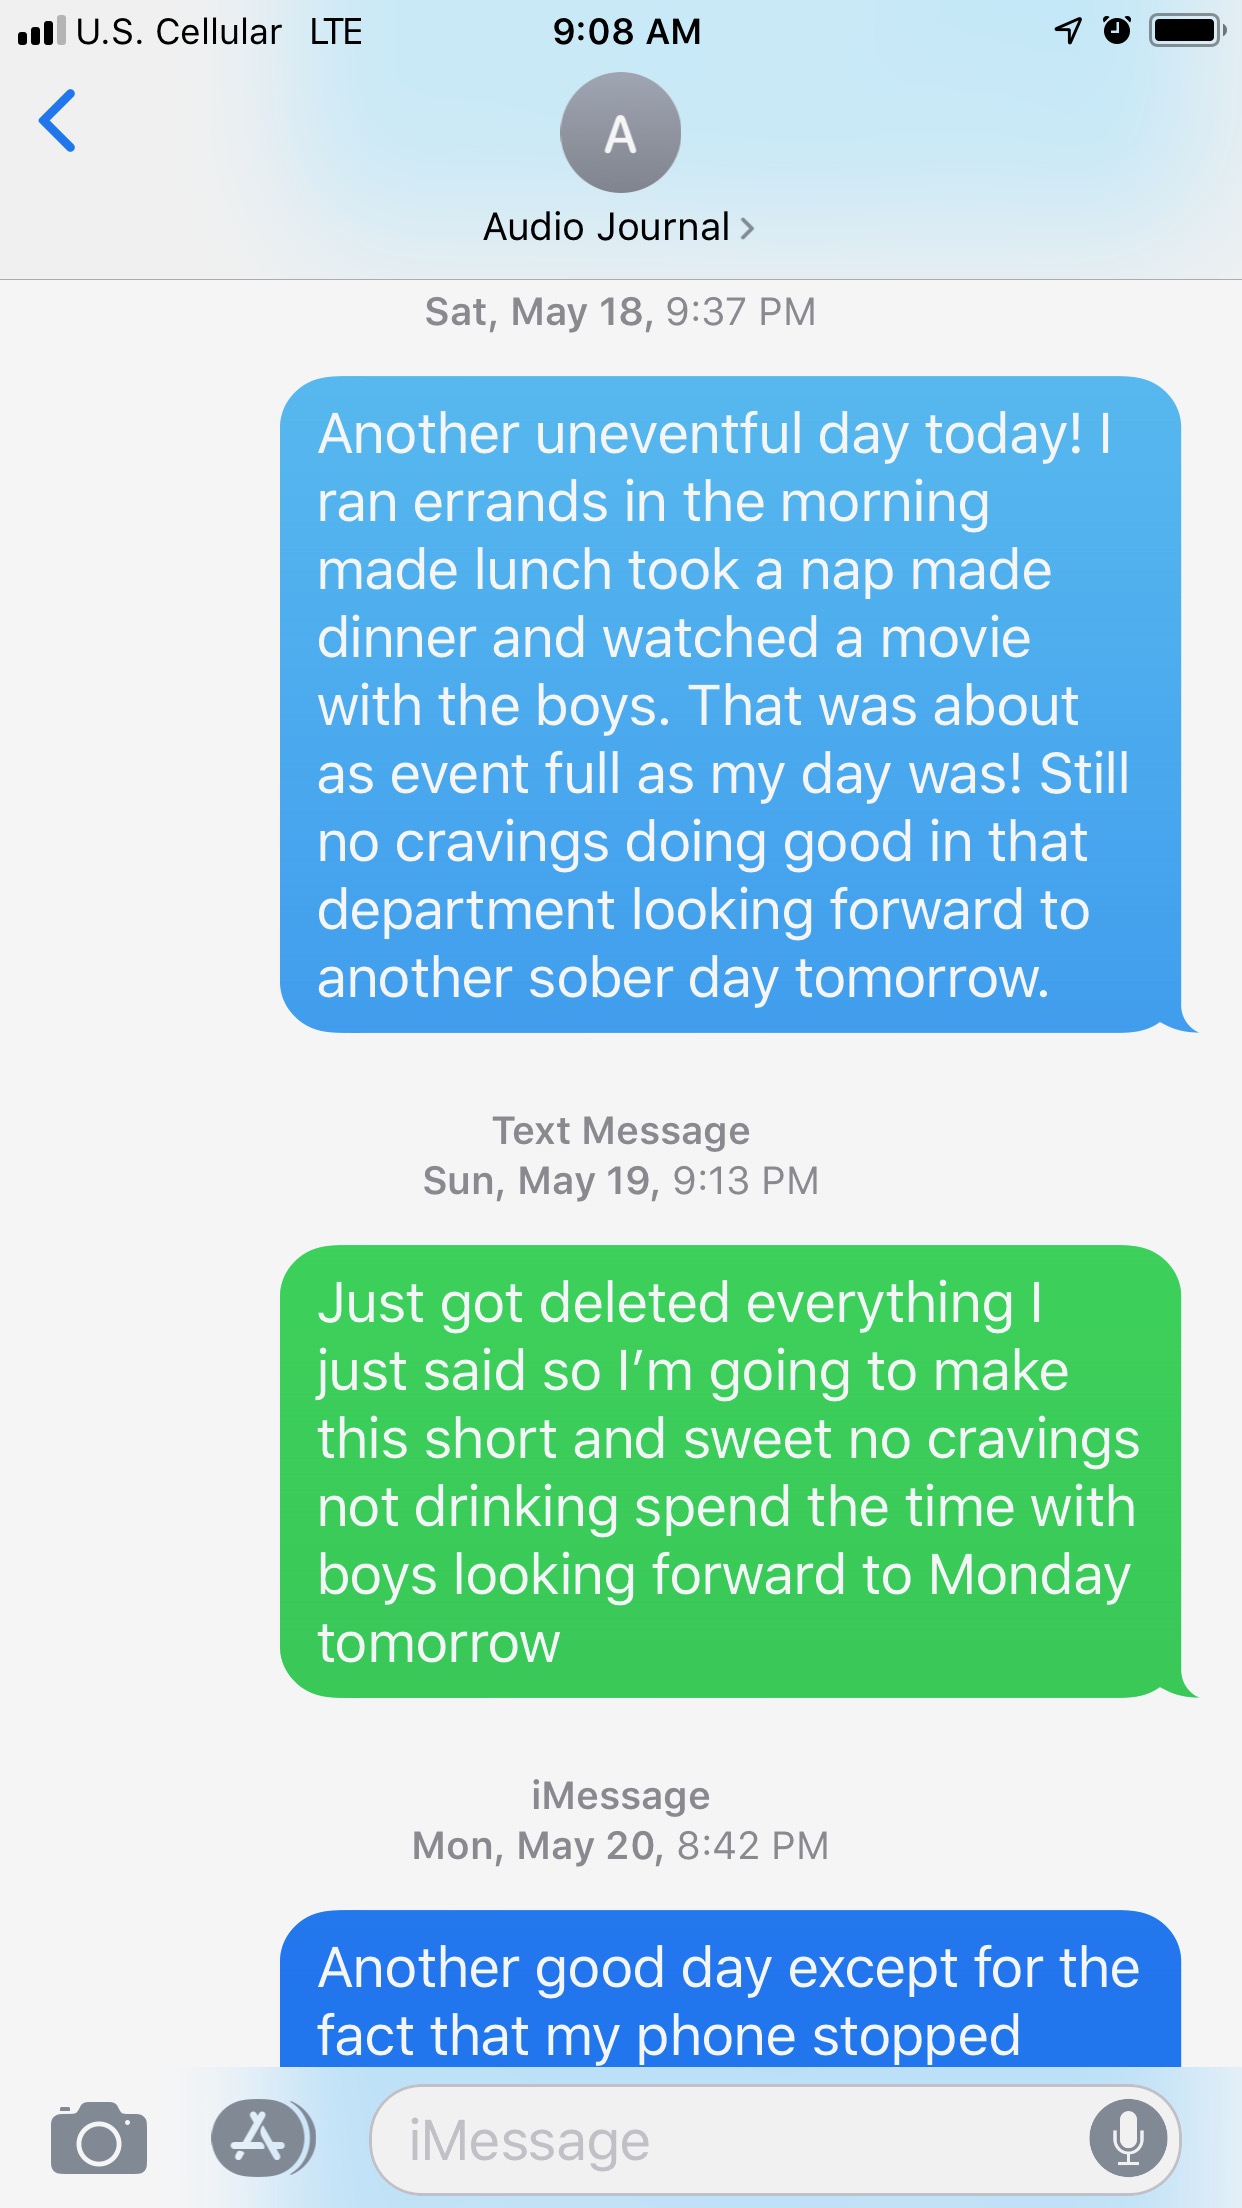 U.S. Cellular LTE 9:08 AM
A
Audio Journal
Sat, May 18, 9:37 PM
Another uneventful day today! I
ran errands in the morning
made lunch took a nap made
dinner and watched a movie
with the boys. That was about
as event full as my day was! Still
no cravings doing good in that
department looking forward to
another sober day tomorrow.
Text Message
Sun, May 19, 9:13 PM
Just got deleted everything I
just said so I’m going to make
this short and sweet no cravings
not drinking spend the time with
boys looking forward to Monday
tomorrow
iMessage
Mon, May 20, 8:42 PM
Another good day except for the
fact that my phone stopped
iMessage